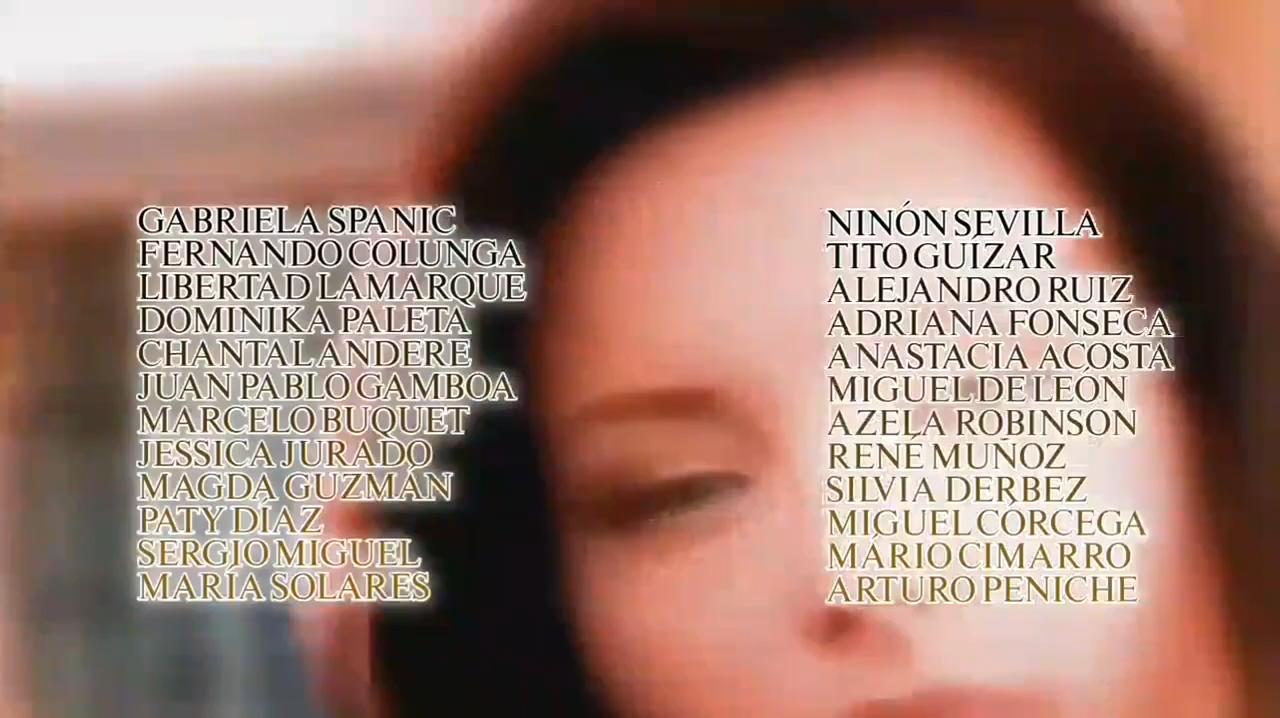 GABRIELA SPANIC
FERNANDO COLUNGA
LIBERTAD LAMARQUE
DOMINIKA PALETA
CHANTAL ANDERE
JUAN PABLO GAMBOA
MARCELO BUQUET
JESSICA JURADO
MAGDA GUZMÁN
PATY DÍAZ
SERGIO MIGUEL
MARÍA SOLARES
NINÓN SEVILLA
TITO GUÍZAR
ALEJANDRO RUIZ
ADRIANA FONSECA
ANASTACIA ACOSTA
MIGUEL DE LEÓN
AZELA ROBINSON
RENÉ MUÑOZ
SILVIA DERBEZ
MIGUEL CÓRCEGA
MARIO CIMARRO
ARTURO PENICHE